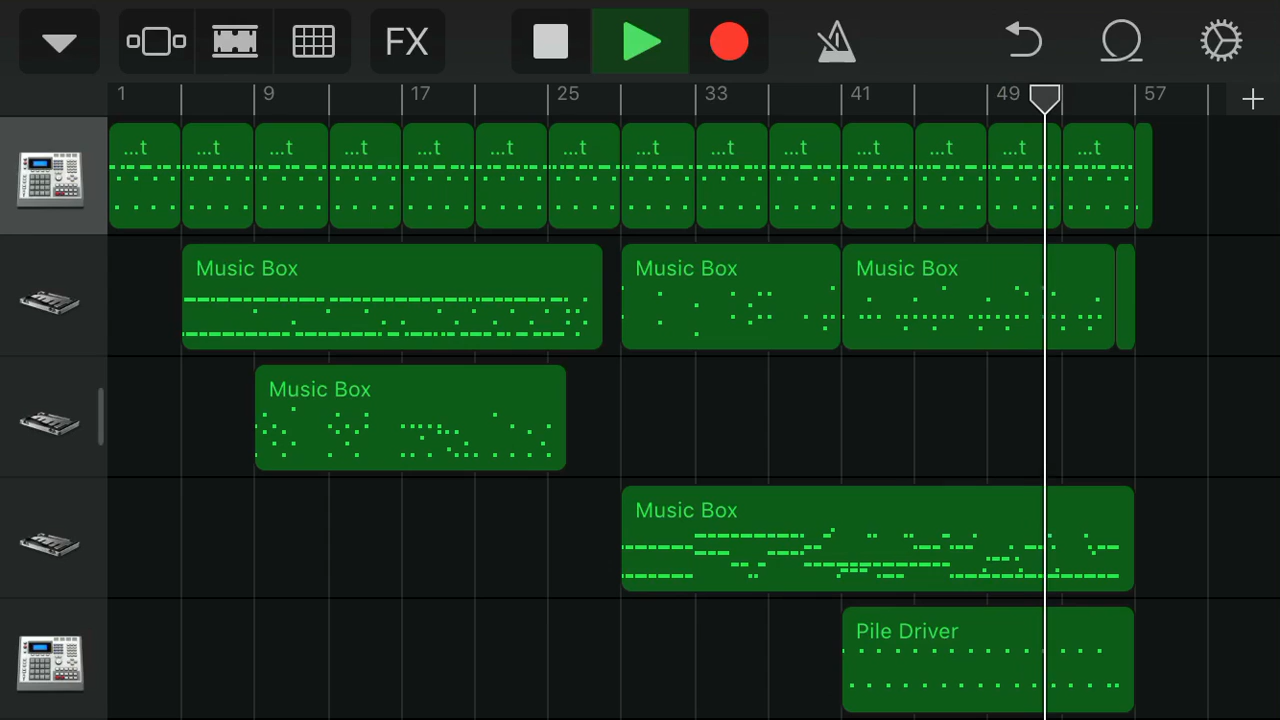 FX
1 9 17 25 33 41 49 57
...t ...t ...t ...t ...t ...t ...t ...t ...t ...t ...t ...t ...t ...t
Music Box Music Box Music Box
Music Box
Music Box
Pile Driver